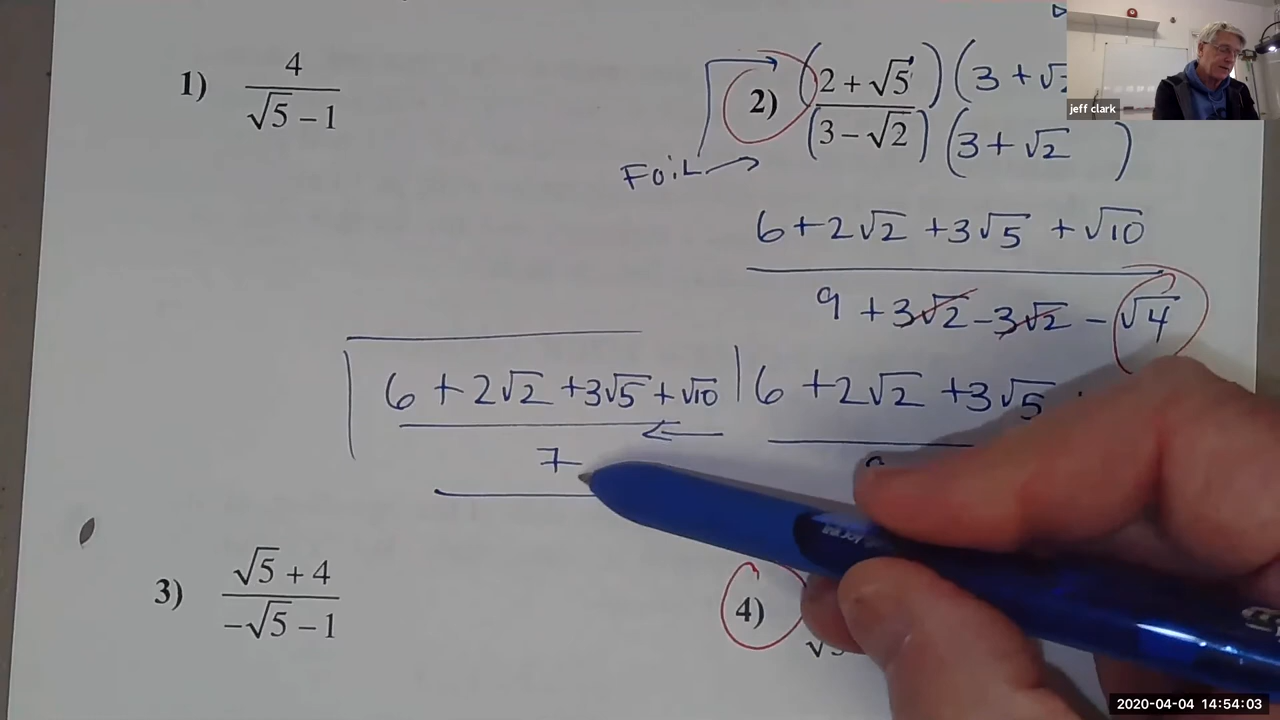 1) 4 / (√5 − 1)
2) (2 + √5) (3 + √2
(3 − √2) (3 + √2 )
jeff clark
FOIL
6 + 2√2 + 3√5 + √10
9 + 3√2 − 3√2 − √4
6 + 2√2 + 3√5 + √10
7
6 + 2√2 + 3√5
3) (√5 + 4) / (−√5 − 1)
4)
2020-04-04 14:54:03